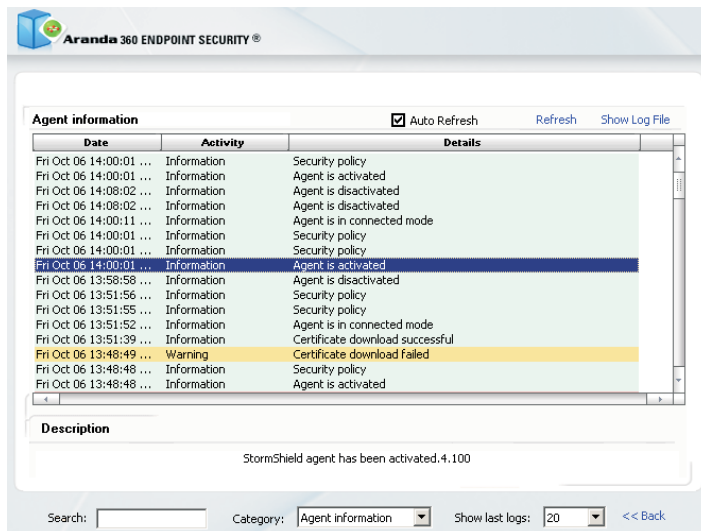 Aranda 360 ENDPOINT SECURITY ®
Agent information Auto Refresh Refresh Show Log File
Date Activity Details
Fri Oct 06 14:00:01 ... Information Security policy
Fri Oct 06 14:00:01 ... Information Agent is activated
Fri Oct 06 14:08:02 ... Information Agent is disactivated
Fri Oct 06 14:08:02 ... Information Agent is disactivated
Fri Oct 06 14:00:11 ... Information Agent is in connected mode
Fri Oct 06 14:00:01 ... Information Security policy
Fri Oct 06 14:00:01 ... Information Security policy
Fri Oct 06 14:00:01 ... Information Agent is activated
Fri Oct 06 13:58:58 ... Information Agent is disactivated
Fri Oct 06 13:51:56 ... Information Security policy
Fri Oct 06 13:51:55 ... Information Security policy
Fri Oct 06 13:51:52 ... Information Agent is in connected mode
Fri Oct 06 13:51:39 ... Information Certificate download successful
Fri Oct 06 13:48:49 ... Warning Certificate download failed
Fri Oct 06 13:48:48 ... Information Security policy
Fri Oct 06 13:48:48 ... Information Agent is activated
Description
StormShield agent has been activated.4.100
Search: Category: Agent information Show last logs: 20 << Back